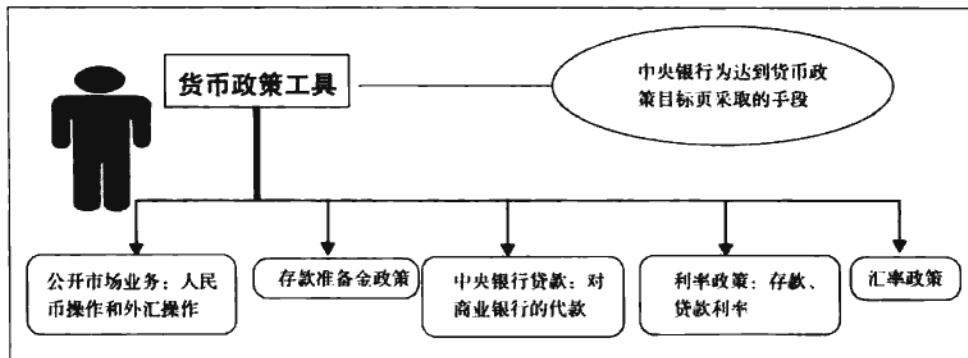 货币政策工具
中央银行为达到货币政
策目标页采取的手段
公开市场业务：人民
币操作和外汇操作
存款准备金政策
中央银行贷款：对
商业银行的代款
利率政策：存款、
贷款利率
汇率政策